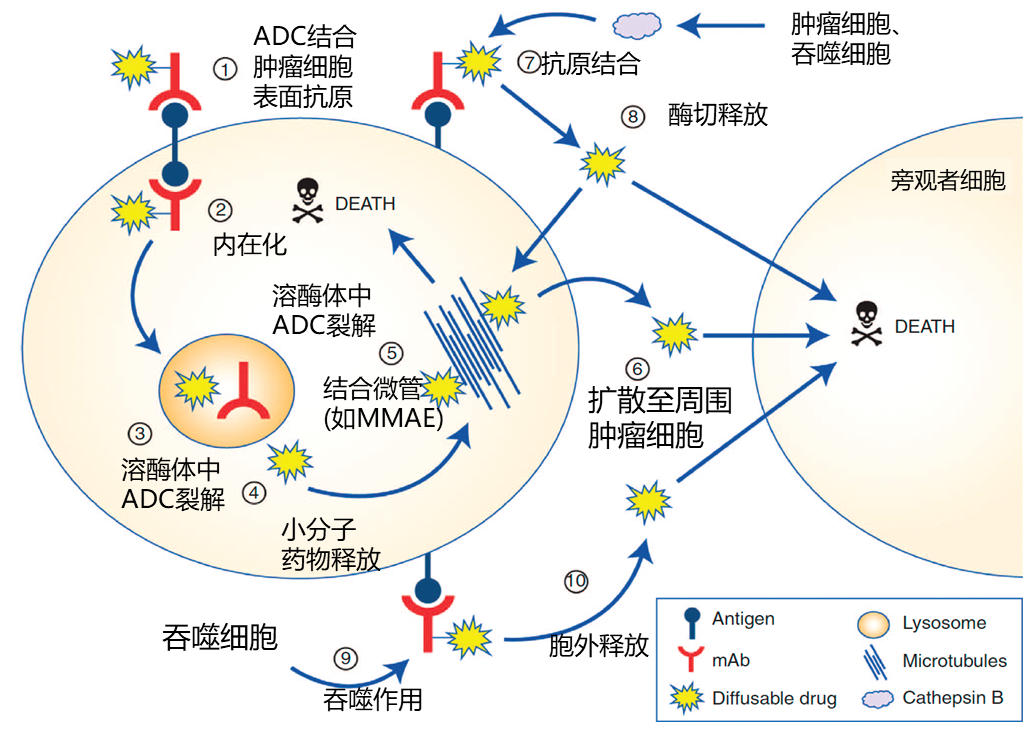 ①
ADC结合
肿瘤细胞
表面抗原
⑦抗原结合
肿瘤细胞、
吞噬细胞
⑧
酶切释放
旁观者细胞
②
内在化
DEATH
溶酶体中
ADC裂解
⑤
结合微管
(如MMAE)
③
溶酶体中
ADC裂解
④
小分子
药物释放
⑥
扩散至周围
肿瘤细胞
DEATH
吞噬细胞
⑨
吞噬作用
⑩
胞外释放
Antigen
mAb
Diffusable drug
Lysosome
Microtubules
Cathepsin B